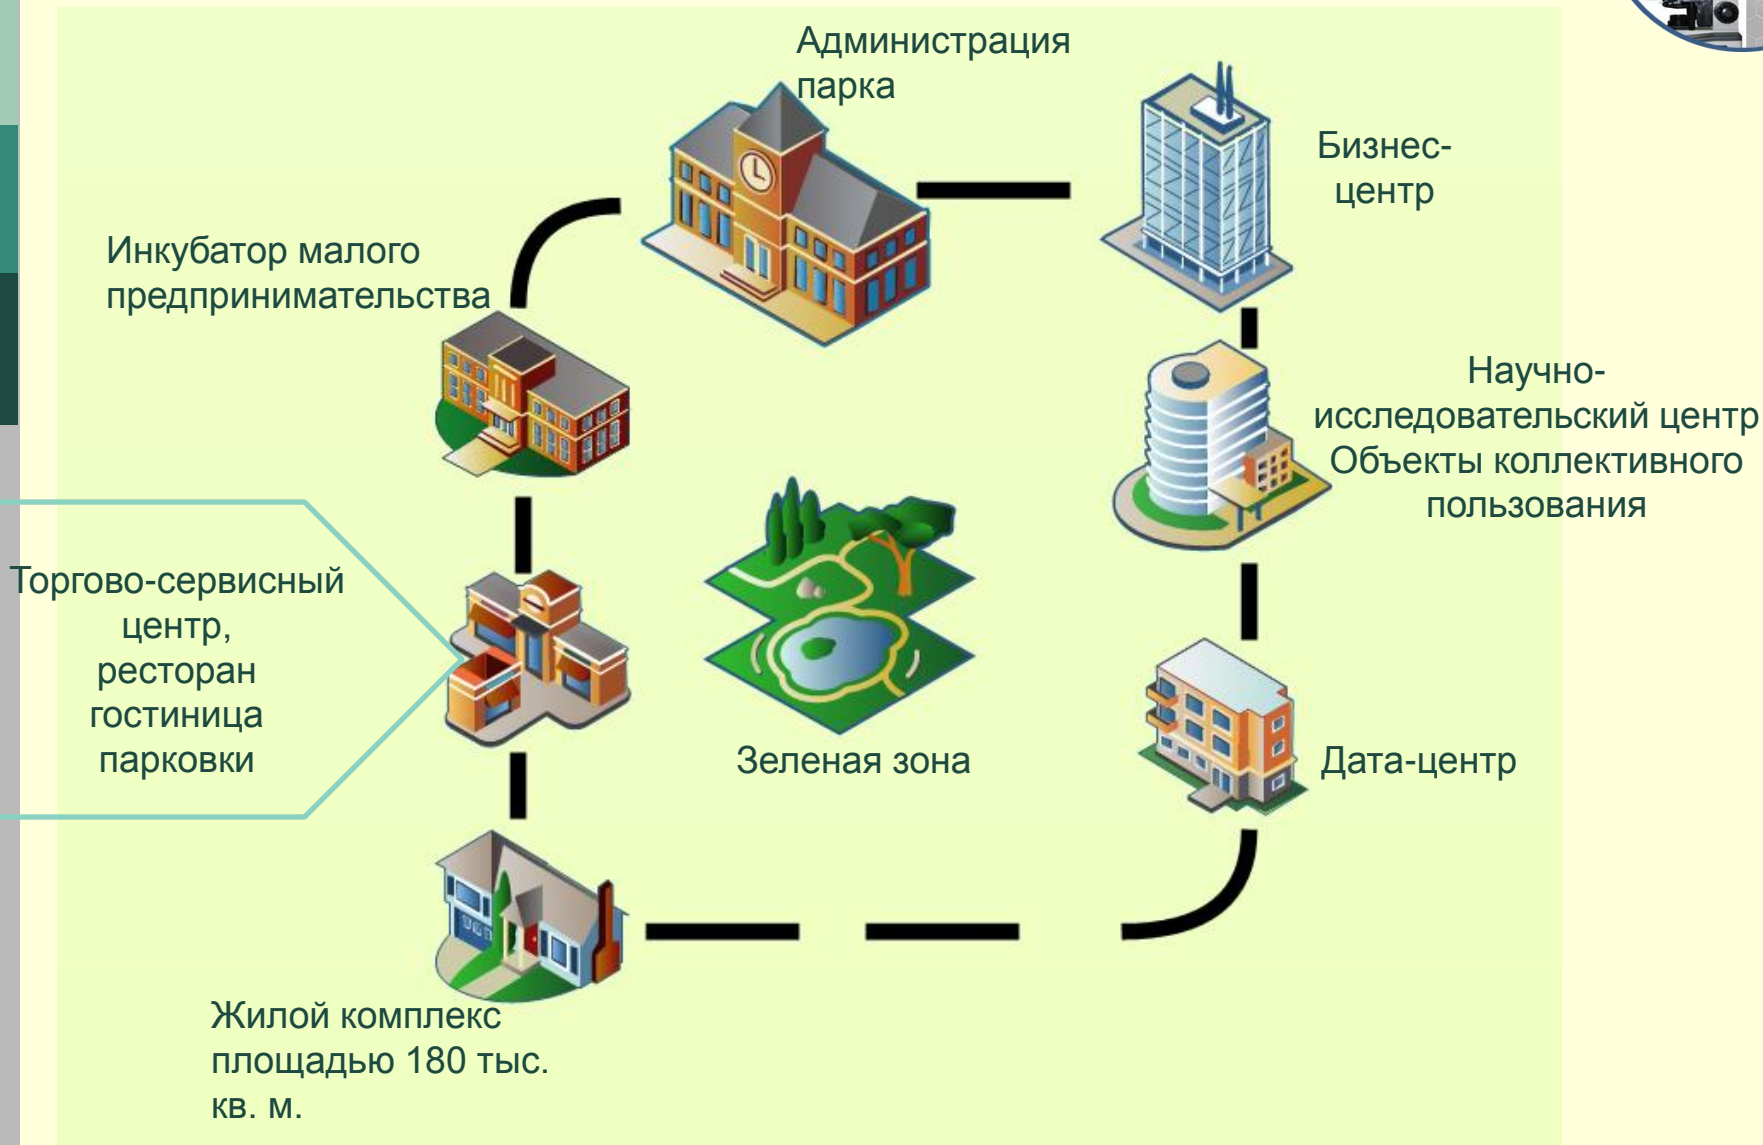 Администрация
парка
Бизнес-
центр
Инкубатор малого
предпринимательства
Научно-
исследовательский центр
Объекты коллективного
пользования
Торгово-сервисный
центр,
ресторан
гостиница
парковки
Зеленая зона
Дата-центр
Жилой комплекс
площадью 180 тыс.
кв. м.